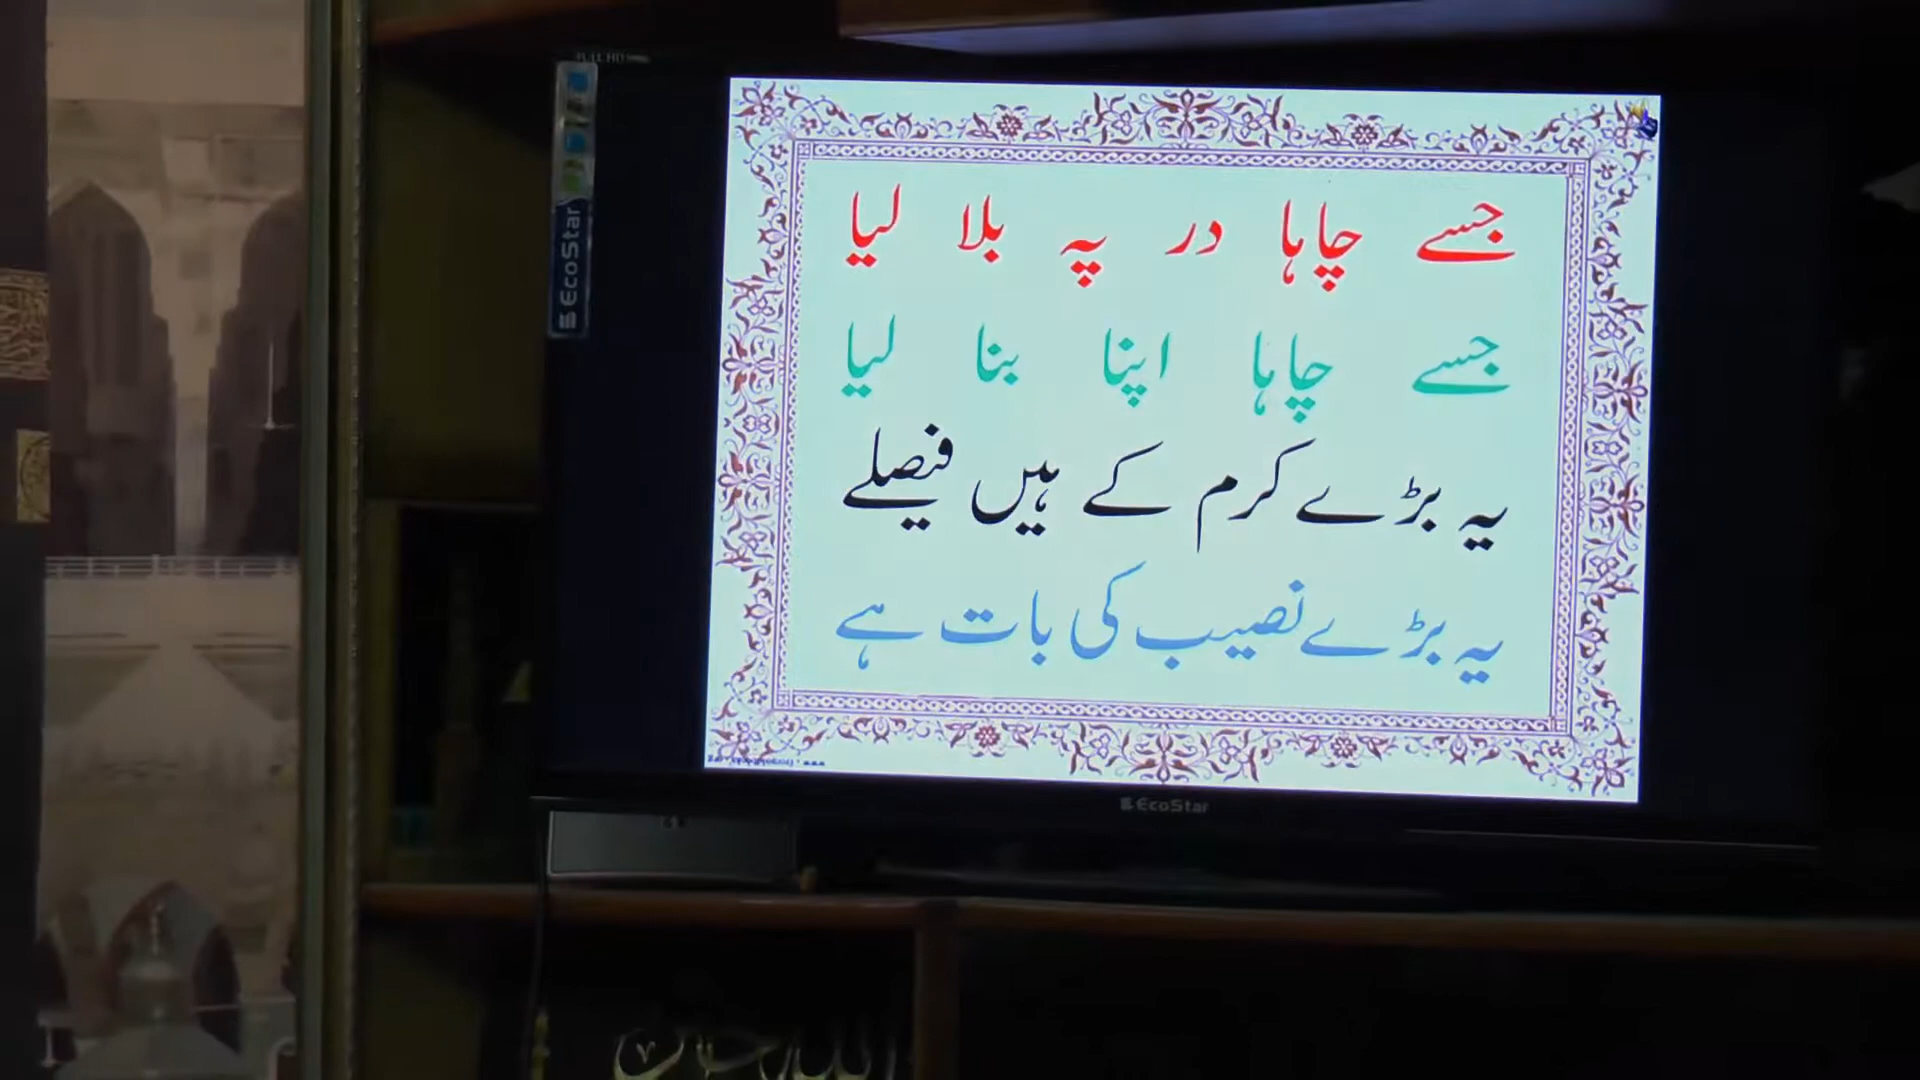 جسے چاہا در پہ بلا لیا
جسے چاہا اپنا بنا لیا
یہ بڑے کرم کے ہیں فیصلے
یہ بڑے نصیب کی بات ہے
EcoStar
EcoStar